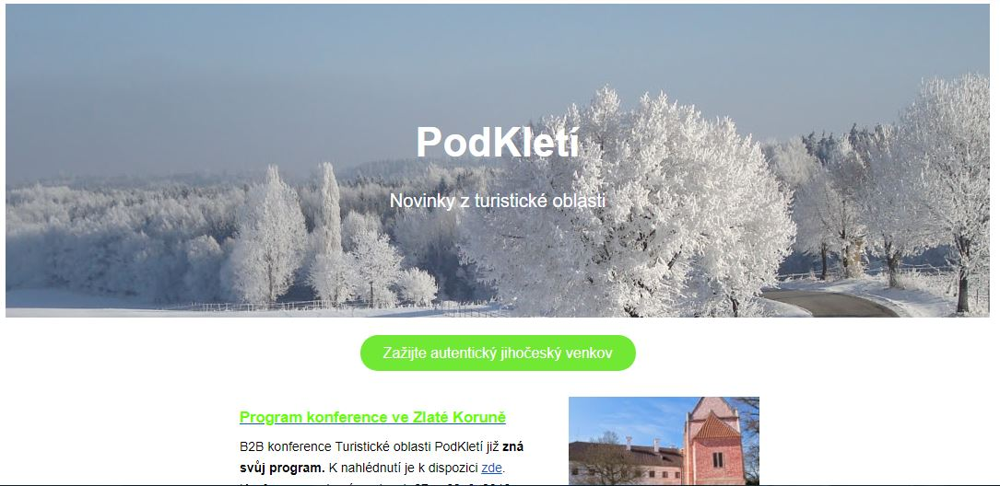 PodKletí
Novinky z turistické oblasti
Zažijte autentický jihočeský venkov
Program konference ve Zlaté Koruně
B2B konference Turistické oblasti PodKletí již zná
svůj program. K nahlédnutí je k dispozici zde.